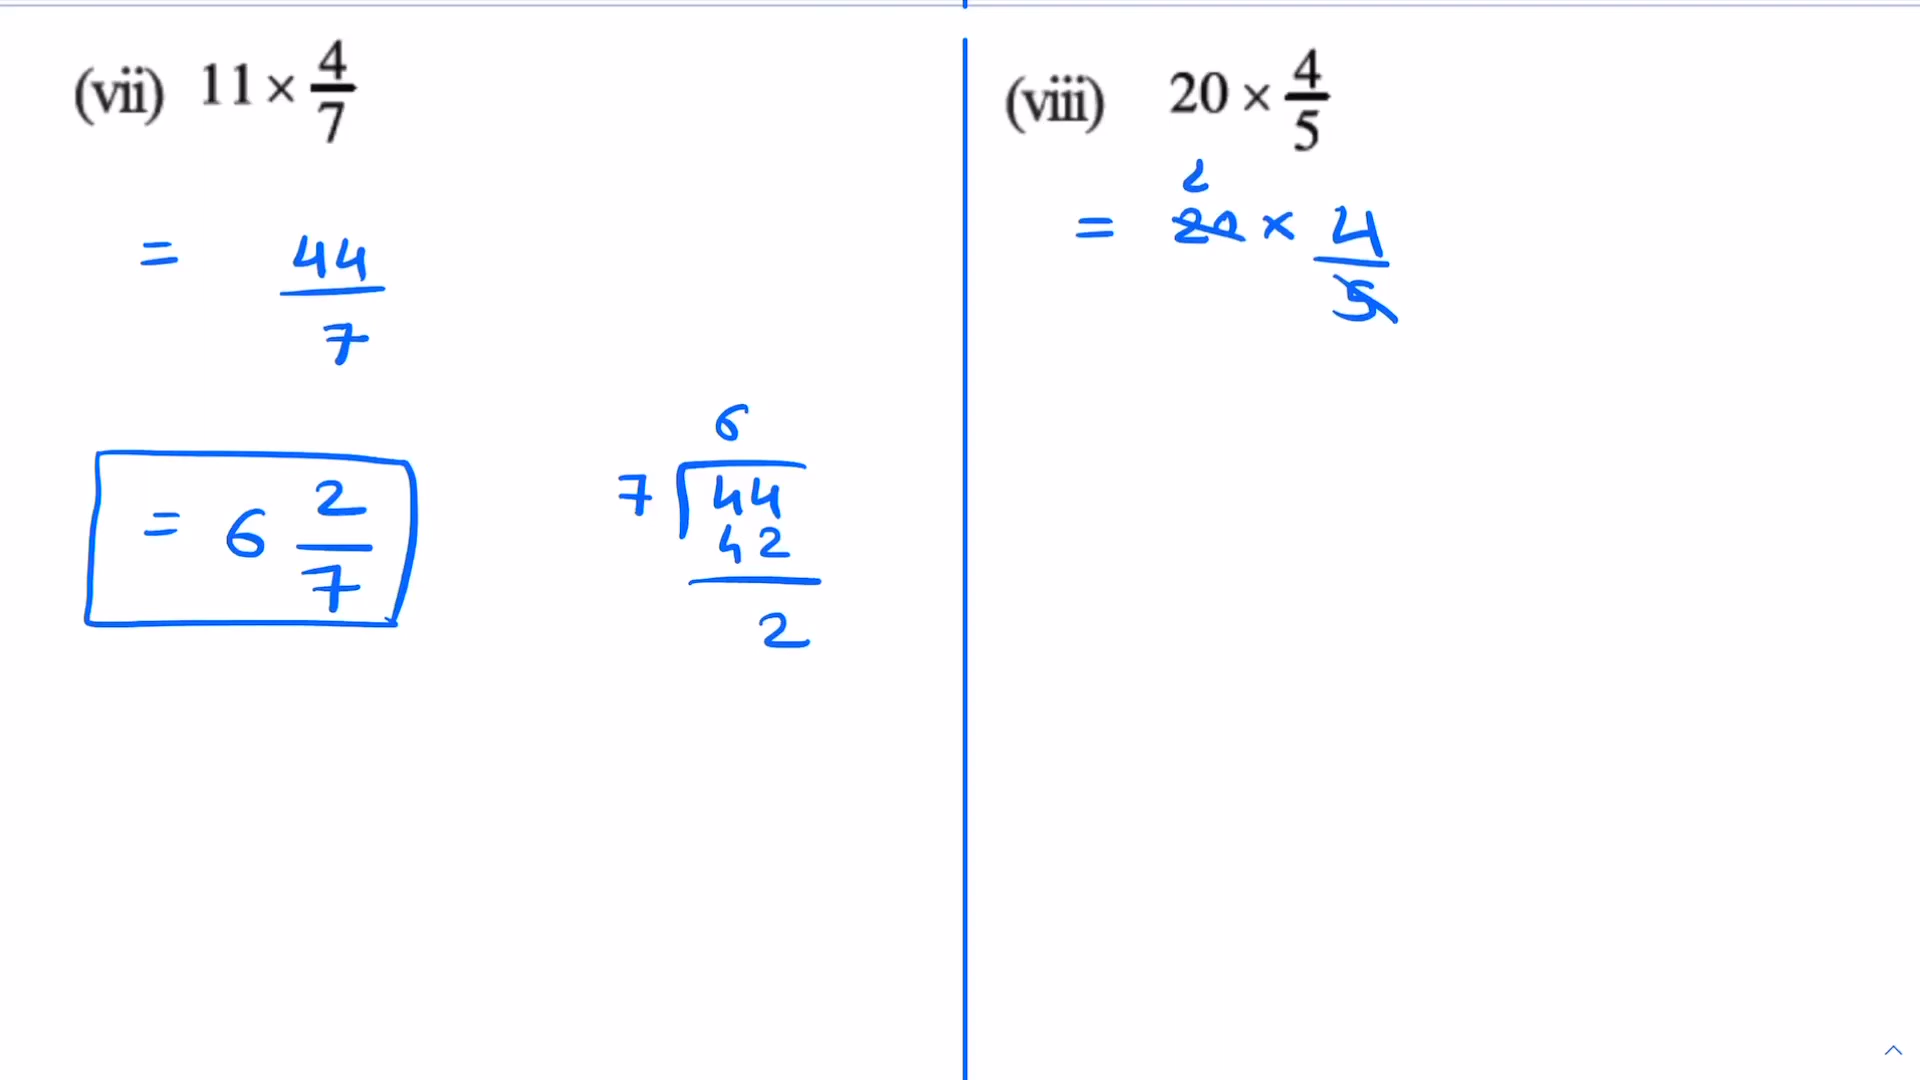 (vii) 11 × 4/7
= 44/7
= 6 2/7
6
7 44
42
2
(viii) 20 × 4/5
2
= 20 × 4/5